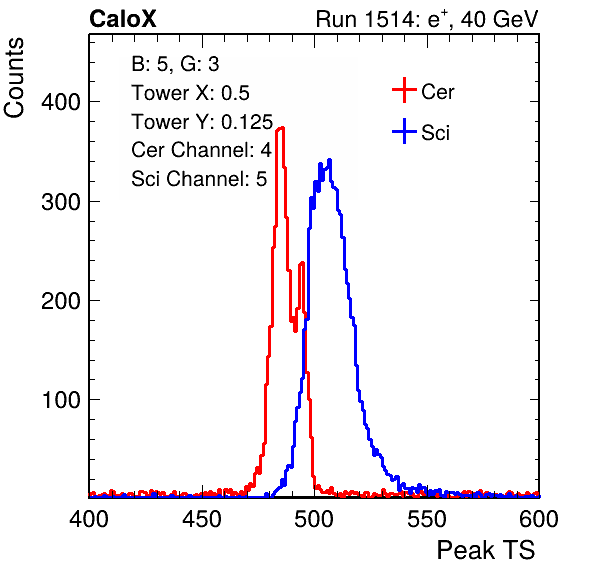 CaloX
Run 1514: e+, 40 GeV
Counts
B: 5, G: 3
Tower X: 0.5
Tower Y: 0.125
Cer Channel: 4
Sci Channel: 5
Cer
Sci
400
300
200
100
400 450 500 550 600
Peak TS